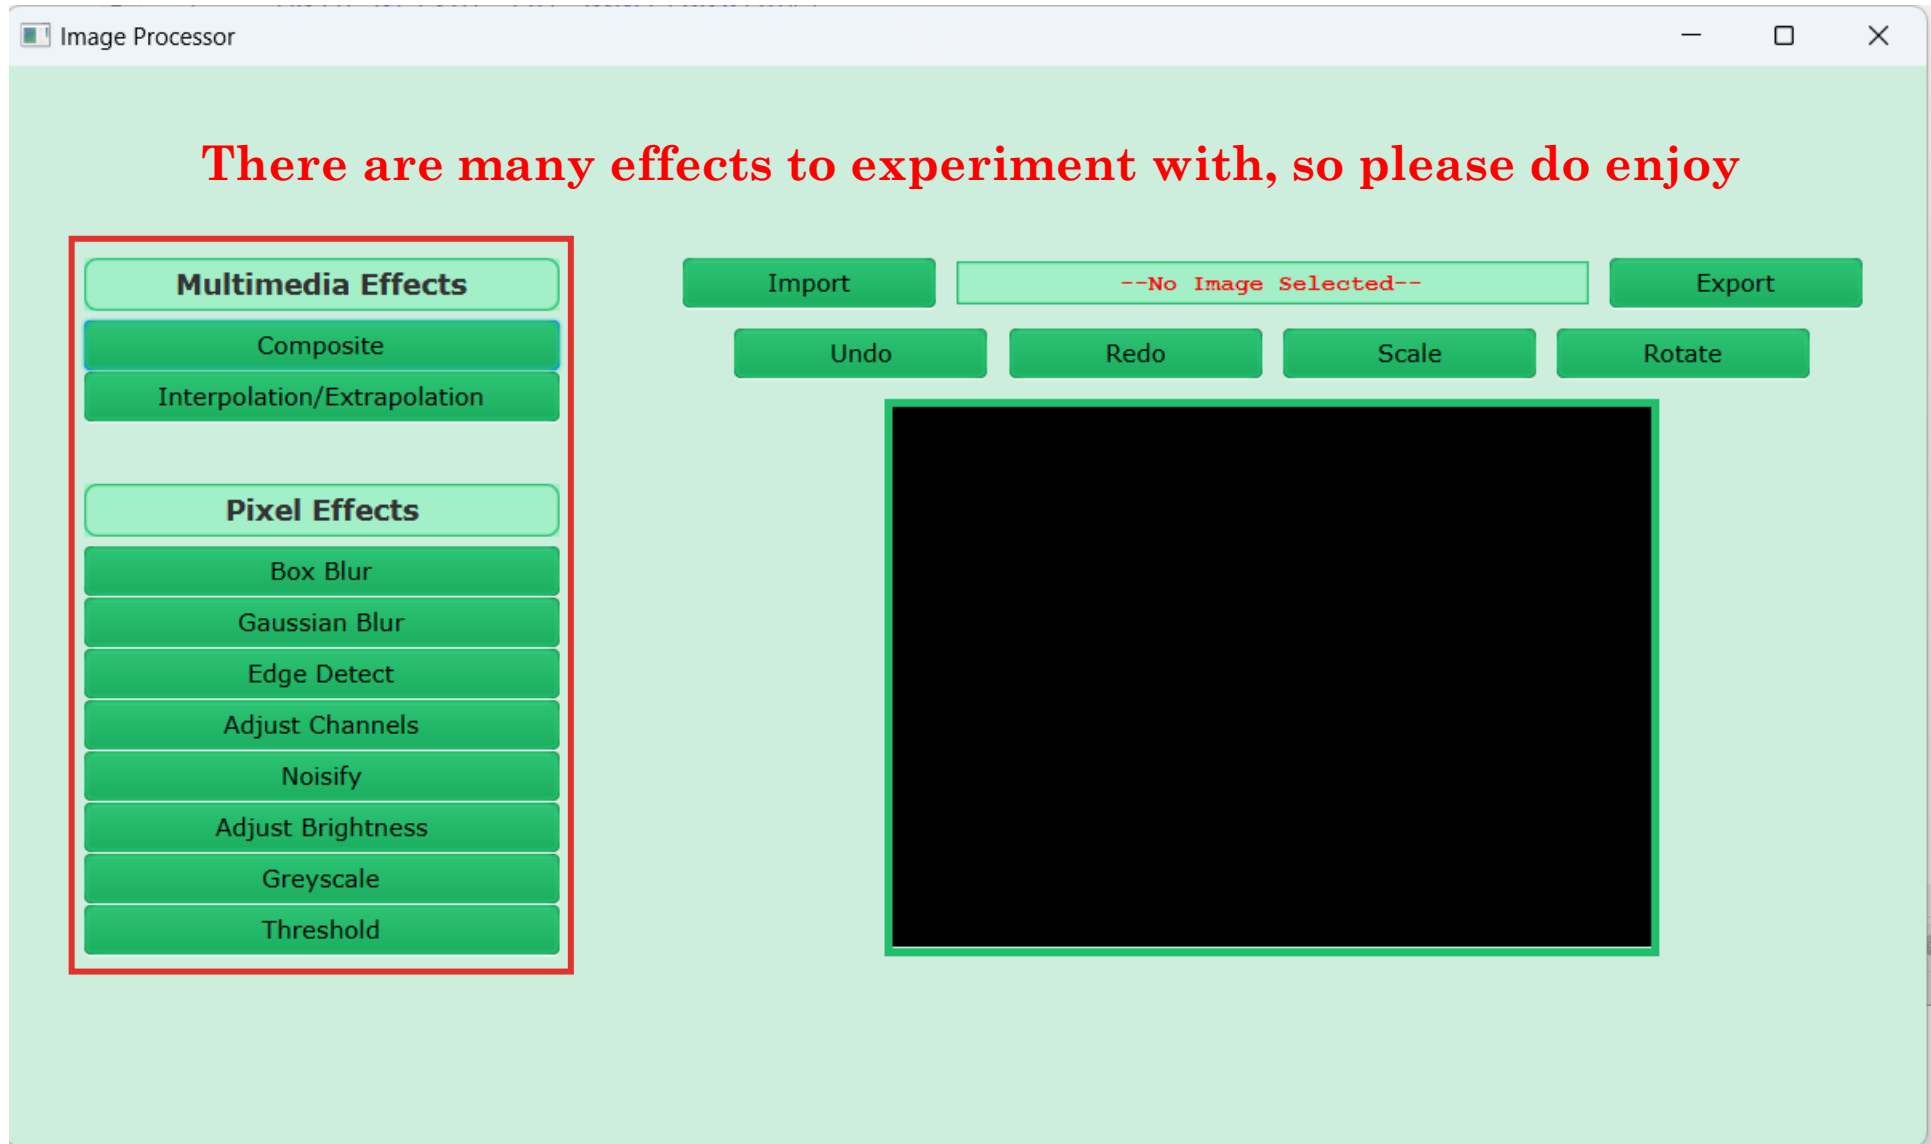 Image Processor
There are many effects to experiment with, so please do enjoy
Multimedia Effects
Composite
Interpolation/Extrapolation
Pixel Effects
Box Blur
Gaussian Blur
Edge Detect
Adjust Channels
Noisify
Adjust Brightness
Greyscale
Threshold
Import
--No Image Selected--
Export
Undo
Redo
Scale
Rotate